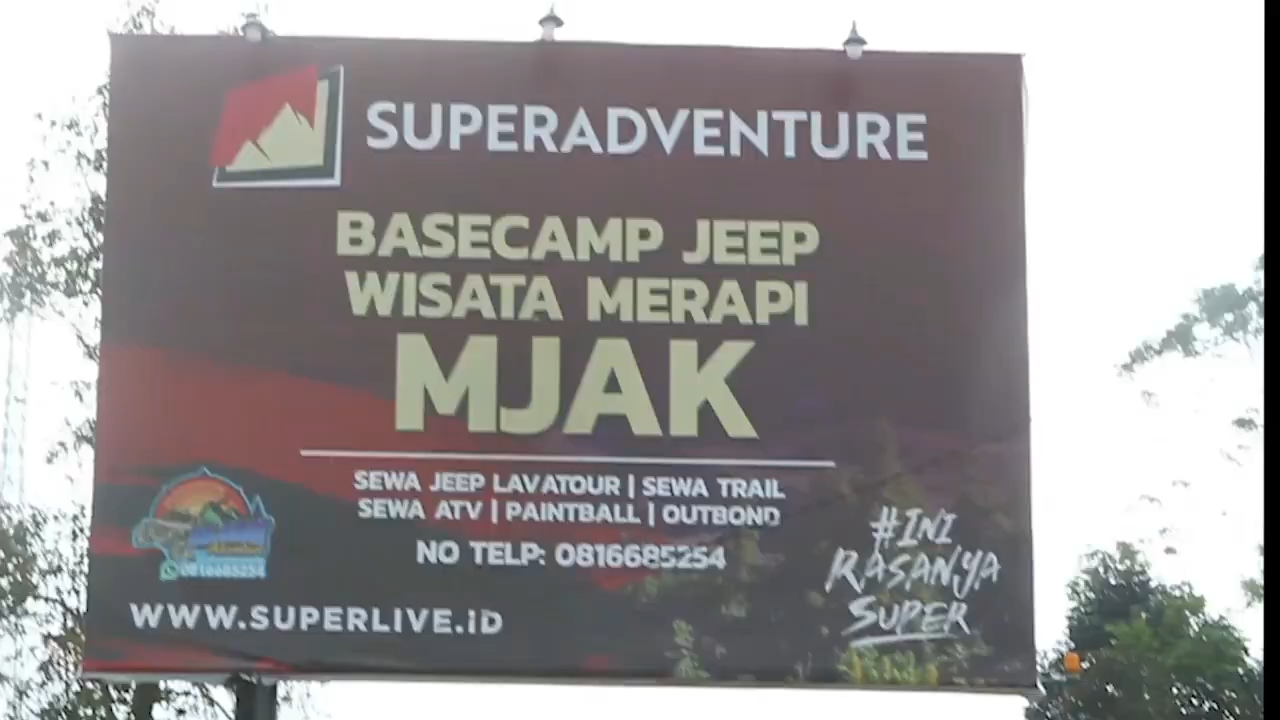 SUPERADVENTURE
BASECAMP JEEP
WISATA MERAPI
MJAK
SEWA JEEP LAVATOUR | SEWA TRAIL
SEWA ATV | PAINTBALL | OUTBOND
NO TELP: 0816685254
#INI
RASANYA
SUPER
0816685254
WWW.SUPERLIVE.iD